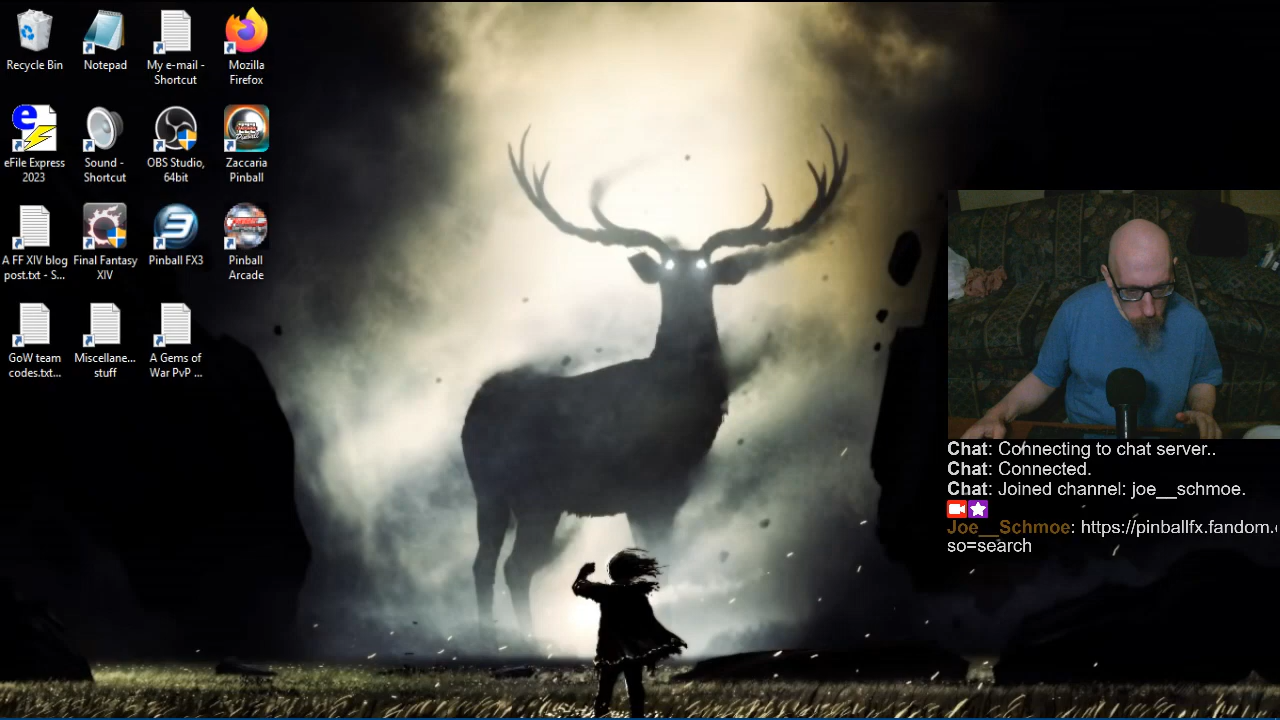 Recycle Bin
Notepad
My e-mail -
Shortcut
Mozilla
Firefox
eFile Express
2023
Sound -
Shortcut
OBS Studio,
64bit
Zaccaria
Pinball
A FF XIV blog
post.txt - S...
Final Fantasy
XIV
Pinball FX3
Pinball
Arcade
GoW team
codes.txt...
Miscellane...
stuff
A Gems of
War PvP ...
Chat: Connecting to chat server..
Chat: Connected.
Chat: Joined channel: joe__schmoe.
Joe__Schmoe: https://pinballfx.fandom.
so=search